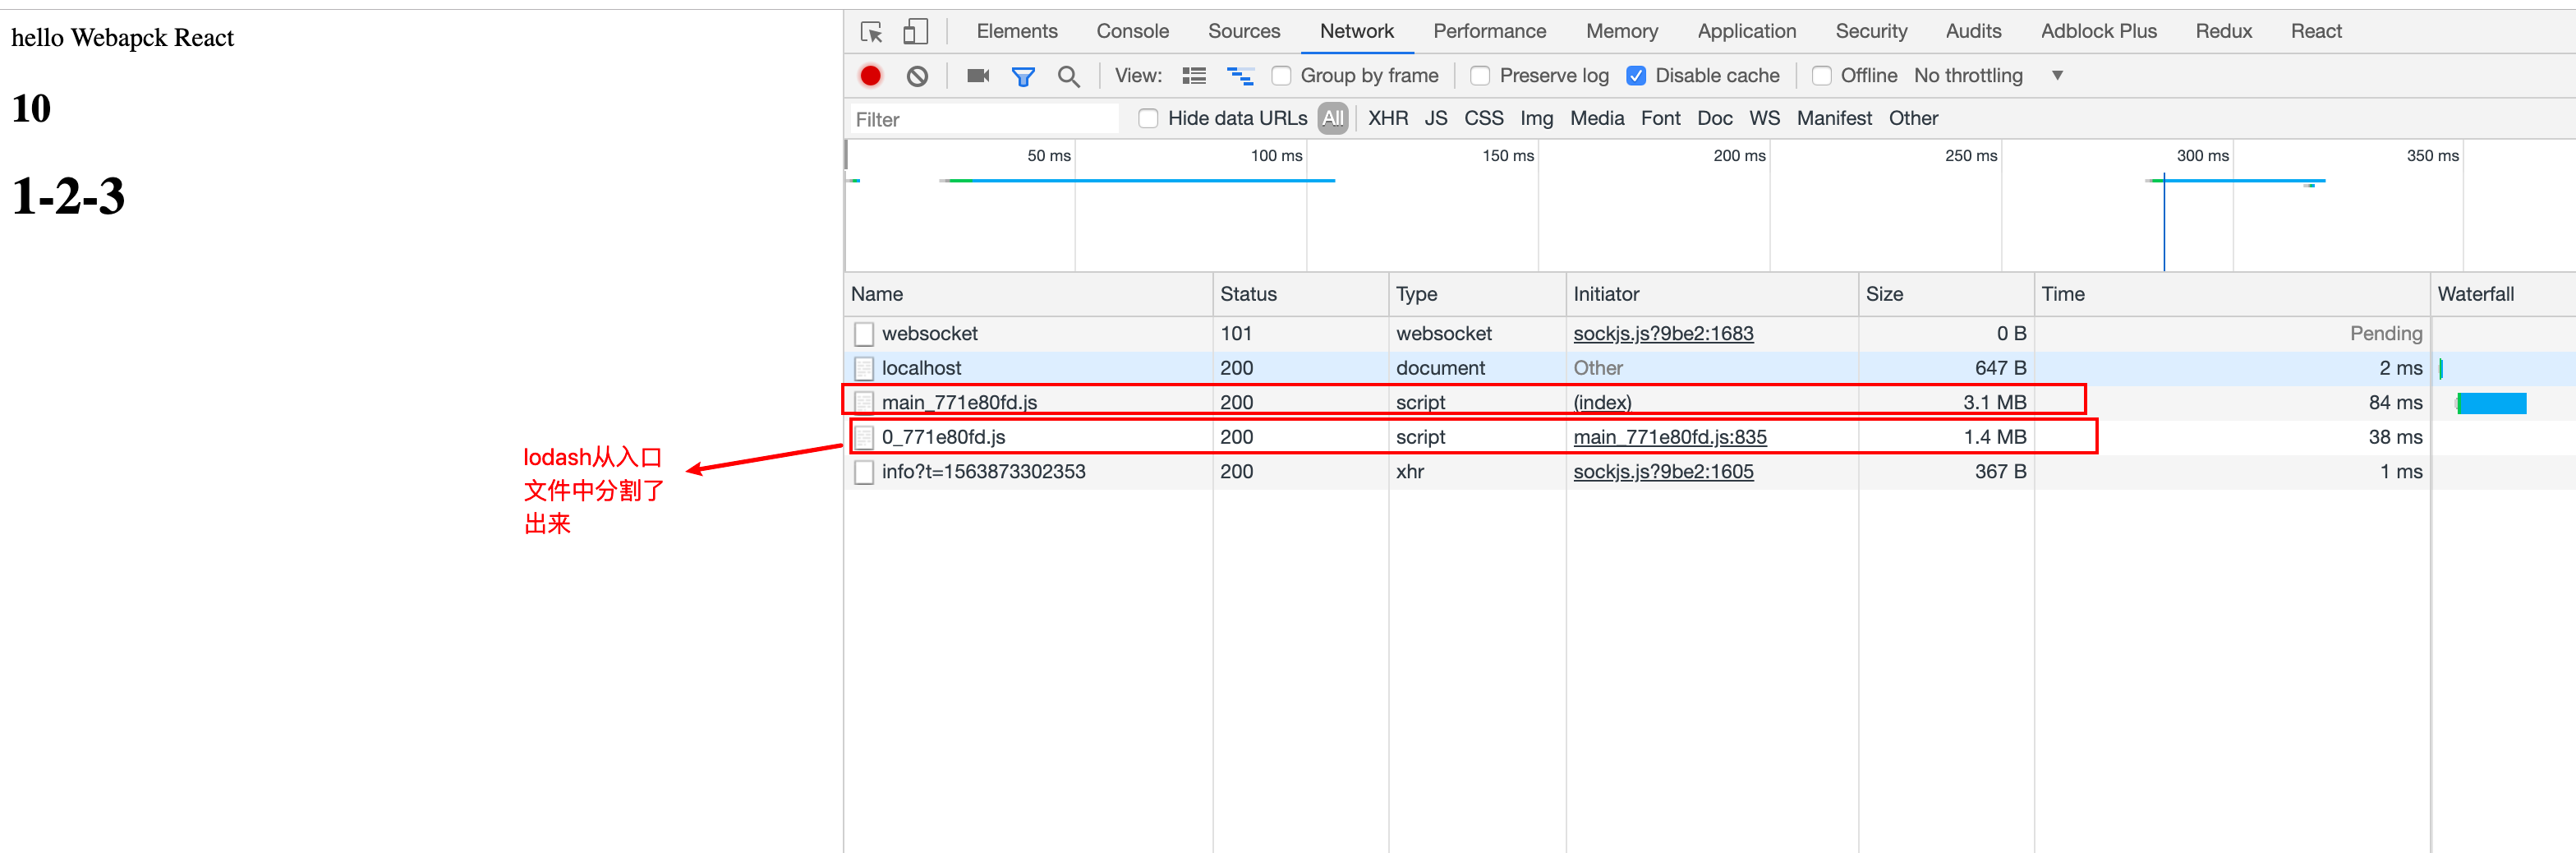 hello Webapck React
10
1-2-3
Elements Console Sources Network Performance Memory Application Security Audits Adblock Plus Redux React
View: Group by frame Preserve log Disable cache Offline No throttling
Filter Hide data URLs All XHR JS CSS Img Media Font Doc WS Manifest Other
50 ms 100 ms 150 ms 200 ms 250 ms 300 ms 350 ms
Name Status Type Initiator Size Time Waterfall
websocket 101 websocket sockjs.js?9be2:1683 0 B Pending
localhost 200 document Other 647 B 2 ms
main_771e80fd.js 200 script (index) 3.1 MB 84 ms
0_771e80fd.js 200 script main_771e80fd.js:835 1.4 MB 38 ms
info?t=1563873302353 200 xhr sockjs.js?9be2:1605 367 B 1 ms
lodash从入口
文件中分割了
出来